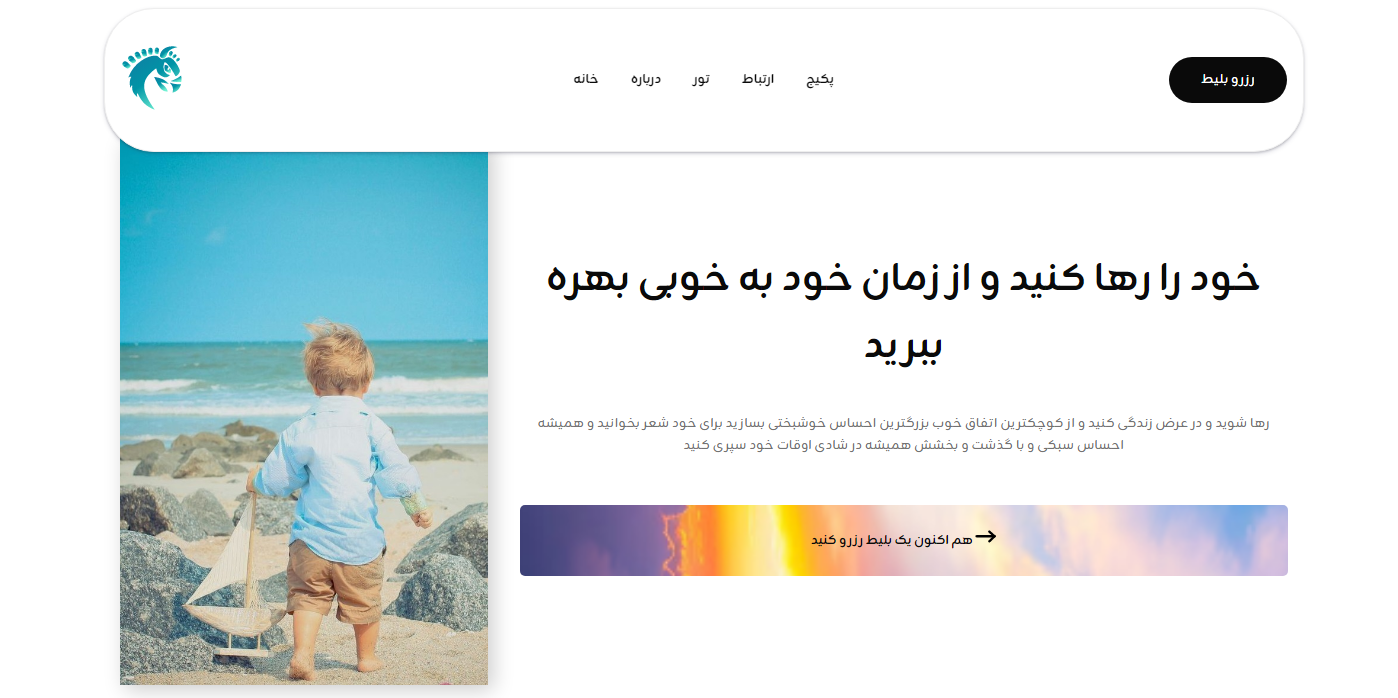 رزرو بلیط
پکیج
ارتباط
تور
درباره
خانه
خود را رها کنید و از زمان خود به خوبی بهره
ببرید
رها شوید و در عرض زندگی کنید و از کوچکترین اتفاق خوب بزرگترین احساس خوشبختی بسازید برای خود شعر بخوانید و همیشه
احساس سبکی و با گذشت و بخشش همیشه در شادی اوقات خود سپری کنید
هم اکنون یک بلیط رزرو کنید